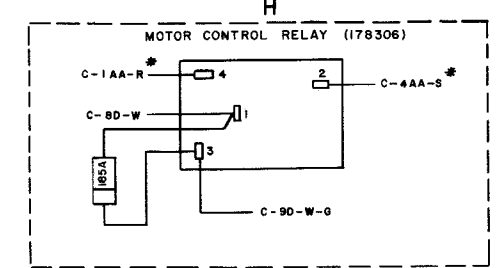 H
MOTOR CONTROL RELAY (178306)
C-1AA-R* 4
2 C-4AA-S*
C-8D-W 1
3
185A
C-9D-W-G